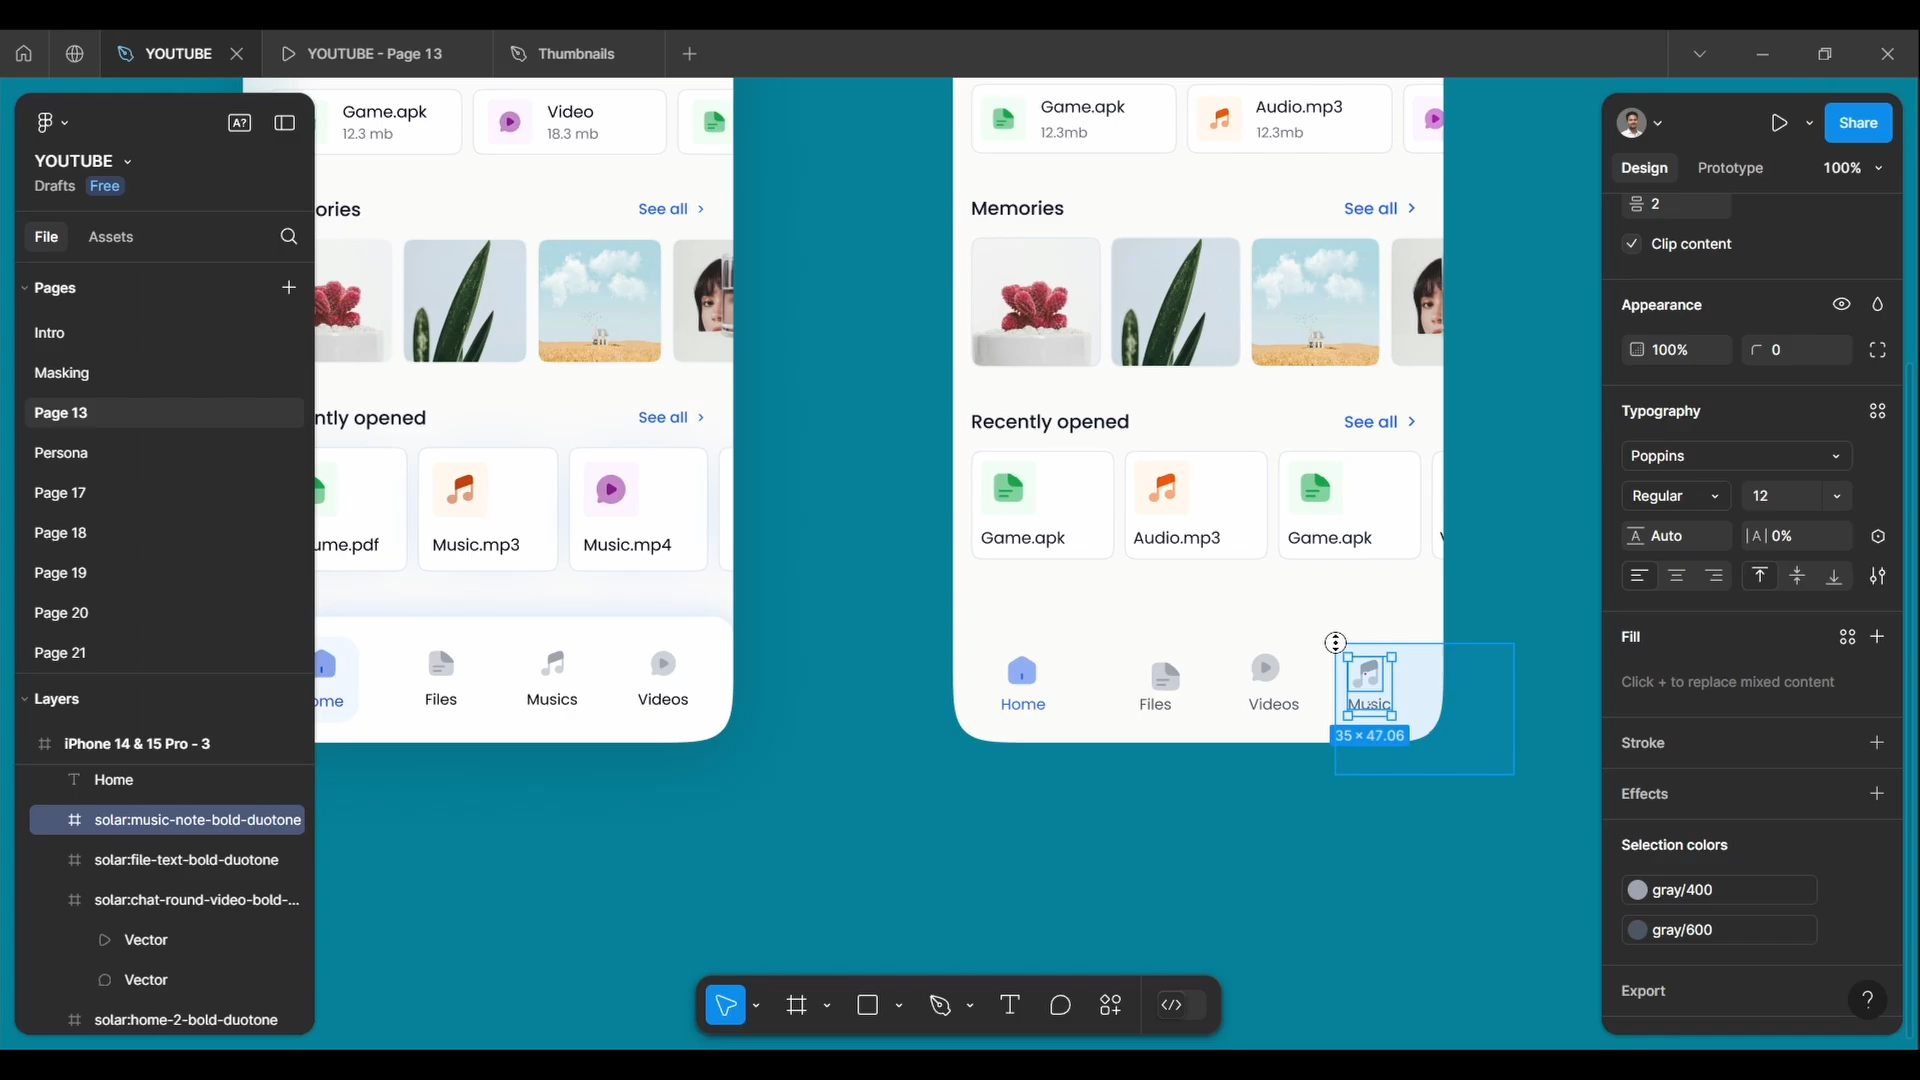 YOUTUBE
YOUTUBE - Page 13
Thumbnails
A?
YOUTUBE
Drafts Free
File Assets
Pages
Intro
Masking
Page 13
Persona
Page 17
Page 18
Page 19
Page 20
Page 21
Layers
iPhone 14 & 15 Pro - 3
Home
solar:music-note-bold-duotone
solar:file-text-bold-duotone
solar:chat-round-video-bold-...
Vector
Vector
solar:home-2-bold-duotone
Game.apk
12.3 mb
Video
18.3 mb
ories See all
ntly opened See all
ume.pdf Music.mp3 Music.mp4
ome Files Musics Videos
Game.apk
12.3mb
Audio.mp3
12.3mb
Memories See all
Recently opened See all
Game.apk Audio.mp3 Game.apk
Home Files Videos Music
35 × 47.06
Share
Design Prototype 100%
2
Clip content
Appearance
100% 0
Typography
Poppins
Regular 12
Auto 0%
Fill
Click + to replace mixed content
Stroke
Effects
Selection colors
gray/400
gray/600
Export
?